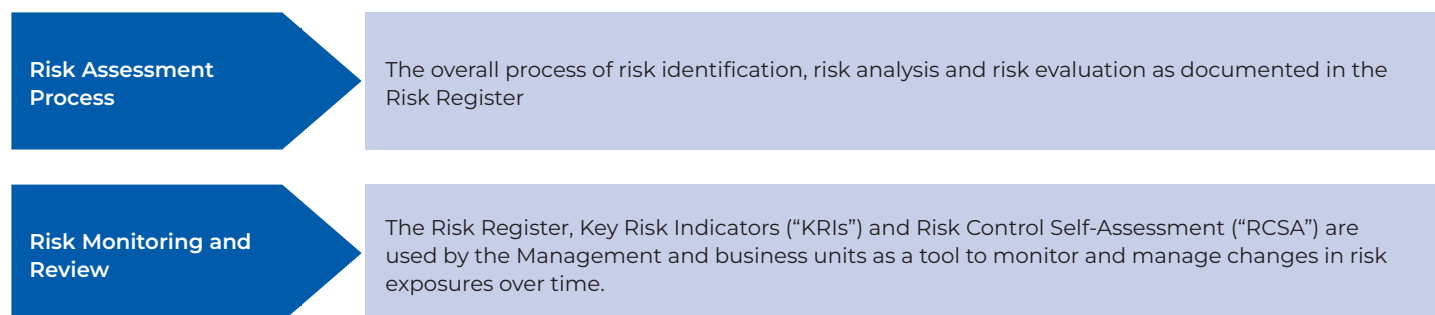 Risk Assessment
Process
The overall process of risk identification, risk analysis and risk evaluation as documented in the
Risk Register
Risk Monitoring and
Review
The Risk Register, Key Risk Indicators (“KRIs”) and Risk Control Self-Assessment (“RCSA”) are
used by the Management and business units as a tool to monitor and manage changes in risk
exposures over time.